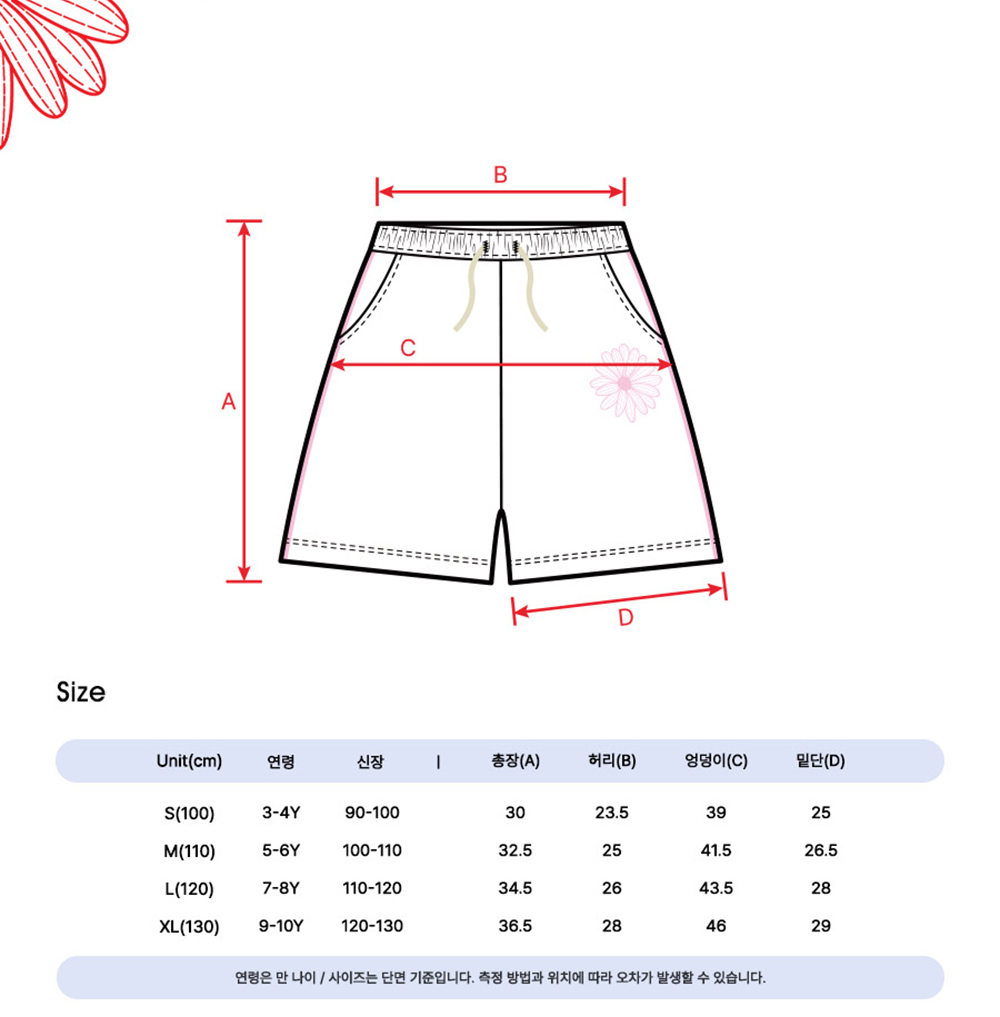 B
C
A
D
Size
Unit(cm) 연령 신장 | 총장(A) 허리(B) 엉덩이(C) 밑단(D)
S(100) 3-4Y 90-100 30 23.5 39 25
M(110) 5-6Y 100-110 32.5 25 41.5 26.5
L(120) 7-8Y 110-120 34.5 26 43.5 28
XL(130) 9-10Y 120-130 36.5 28 46 29
연령은 만 나이 / 사이즈는 단면 기준입니다. 측정 방법과 위치에 따라 오차가 발생할 수 있습니다.